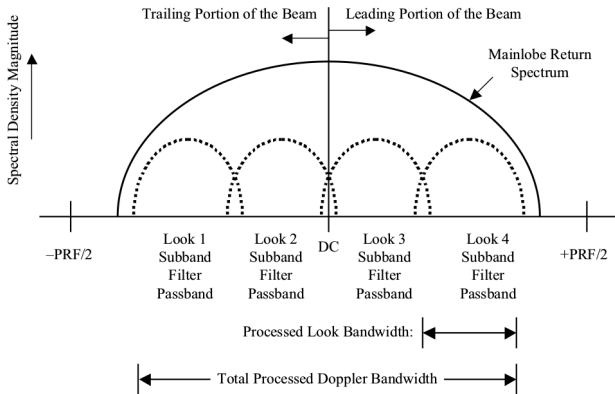 Trailing Portion of the Beam
Leading Portion of the Beam
Spectral Density Magnitude
Mainlobe Return
Spectrum
–PRF/2
DC
+PRF/2
Look 1
Subband
Filter
Passband
Look 2
Subband
Filter
Passband
Look 3
Subband
Filter
Passband
Look 4
Subband
Filter
Passband
Processed Look Bandwidth:
Total Processed Doppler Bandwidth